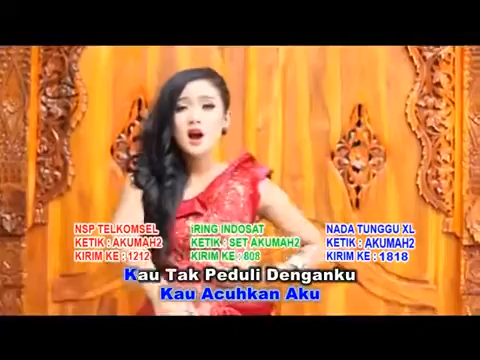 NSP TELKOMSEL
KETIK : AKUMAH2
KIRIM KE : 1212
iRING INDOSAT
KETIK : SET AKUMAH2
KIRIM KE : 808
NADA TUNGGU XL
KETIK : AKUMAH2
KIRIM KE : 1818
Kau Tak Peduli Denganku
Kau Acuhkan Aku